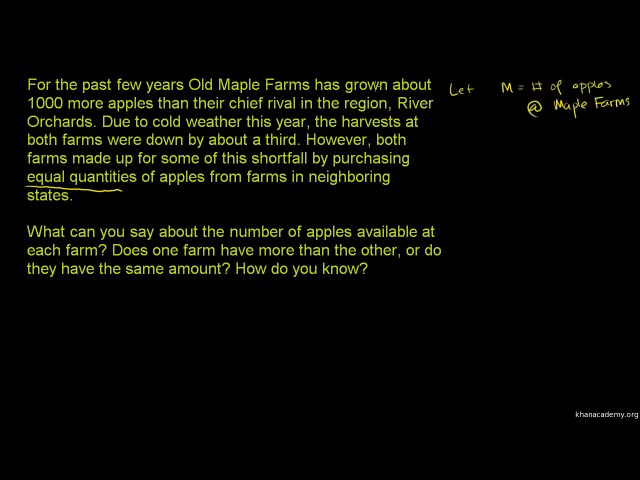 For the past few years Old Maple Farms has grown about
1000 more apples than their chief rival in the region, River
Orchards. Due to cold weather this year, the harvests at
both farms were down by about a third. However, both
farms made up for some of this shortfall by purchasing
equal quantities of apples from farms in neighboring
states.
What can you say about the number of apples available at
each farm? Does one farm have more than the other, or do
they have the same amount? How do you know?
Let M = # of apples
@ Maple Farms
khanacademy.org